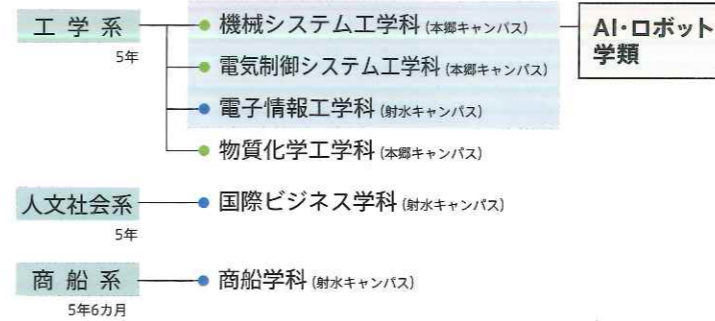 工学系
5年
機械システム工学科 (本郷キャンパス)
AI・ロボット
学類
電気制御システム工学科 (本郷キャンパス)
電子情報工学科 (射水キャンパス)
物質化学工学科 (本郷キャンパス)
人文社会系
5年
国際ビジネス学科 (射水キャンパス)
商船系
5年6カ月
商船学科 (射水キャンパス)